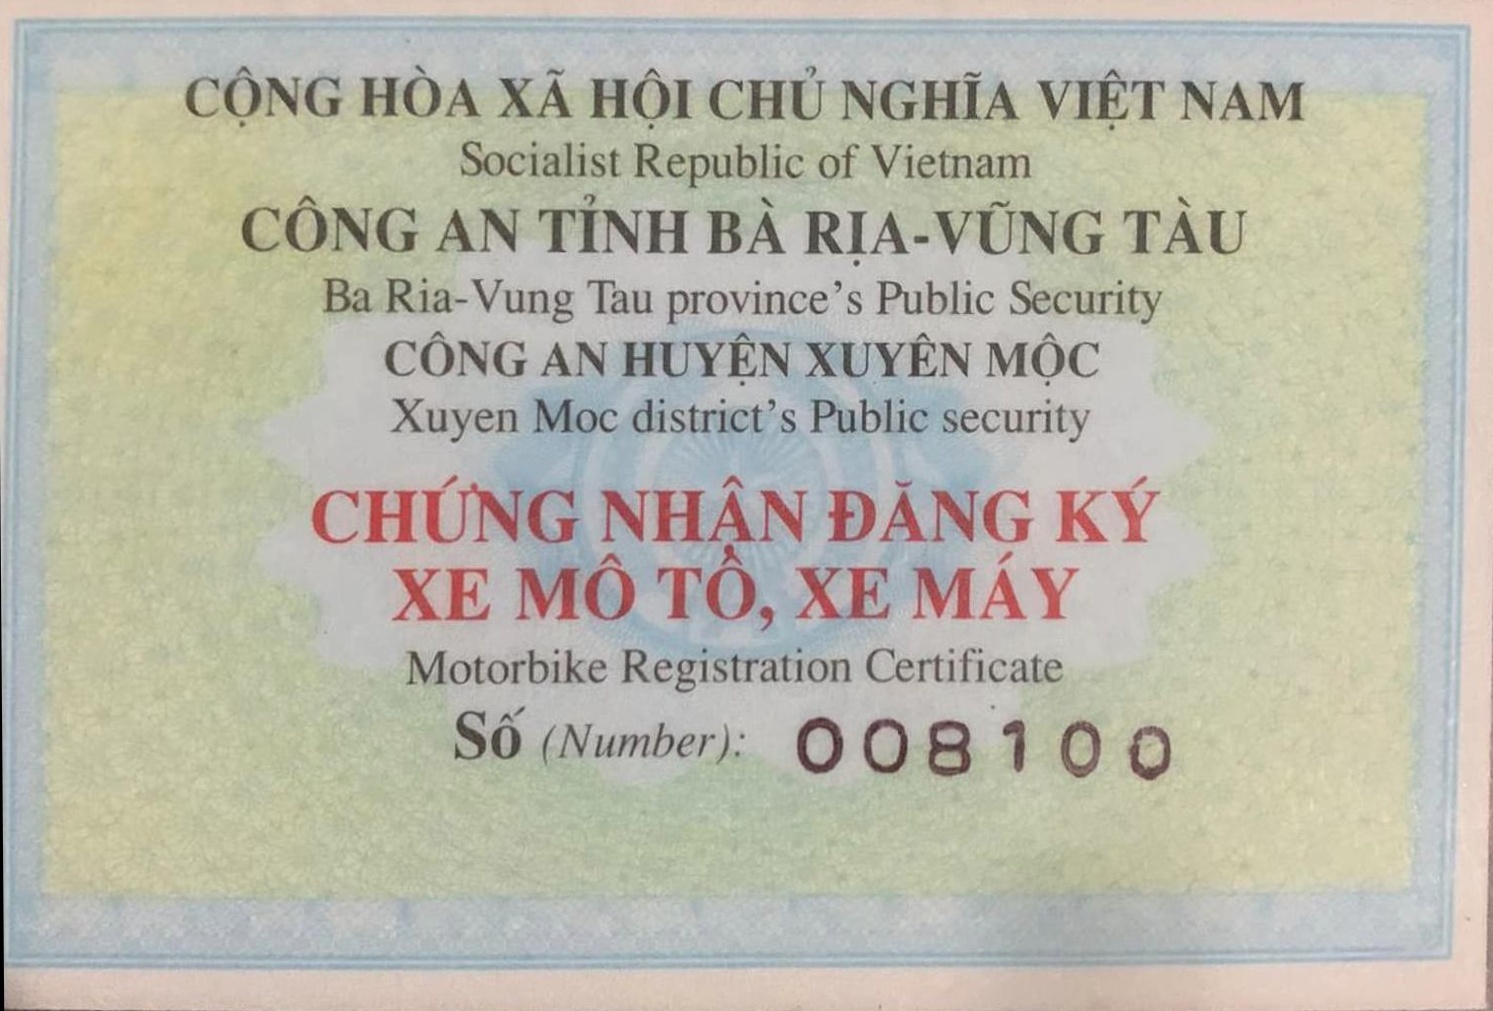 CỘNG HÒA XÃ HỘI CHỦ NGHĨA VIỆT NAM
Socialist Republic of Vietnam
CÔNG AN TỈNH BÀ RỊA-VŨNG TÀU
Ba Ria-Vung Tau province's Public Security
CÔNG AN HUYỆN XUYÊN MỘC
Xuyen Moc district's Public security
CHỨNG NHẬN ĐĂNG KÝ
XE MÔ TÔ, XE MÁY
Motorbike Registration Certificate
Số (Number): 008100